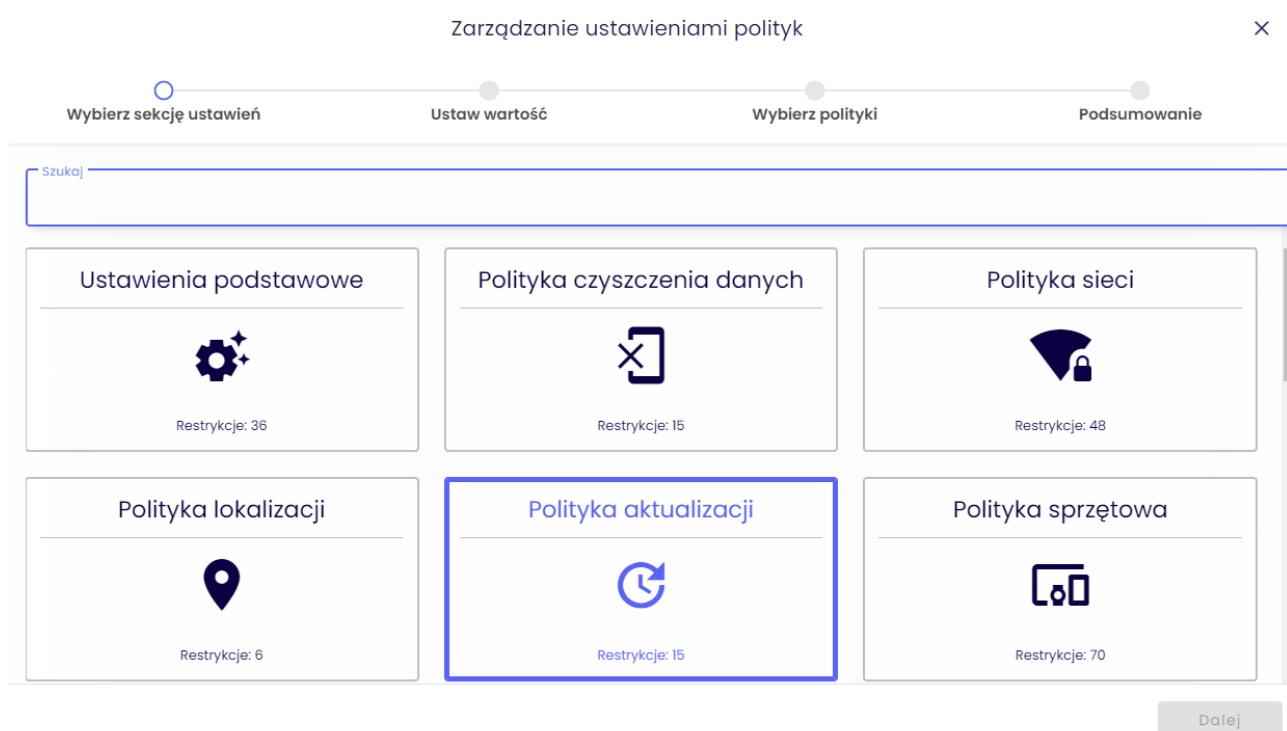 Zarządzanie ustawieniami polityk
Wybierz sekcję ustawień
Ustaw wartość
Wybierz polityki
Podsumowanie
Szukaj
Ustawienia podstawowe
Polityka czyszczenia danych
Polityka sieci
Restrykcje: 36
Restrykcje: 15
Restrykcje: 48
Polityka lokalizacji
Polityka aktualizacji
Polityka sprzętowa
Restrykcje: 6
Restrykcje: 15
Restrykcje: 70
Dalej